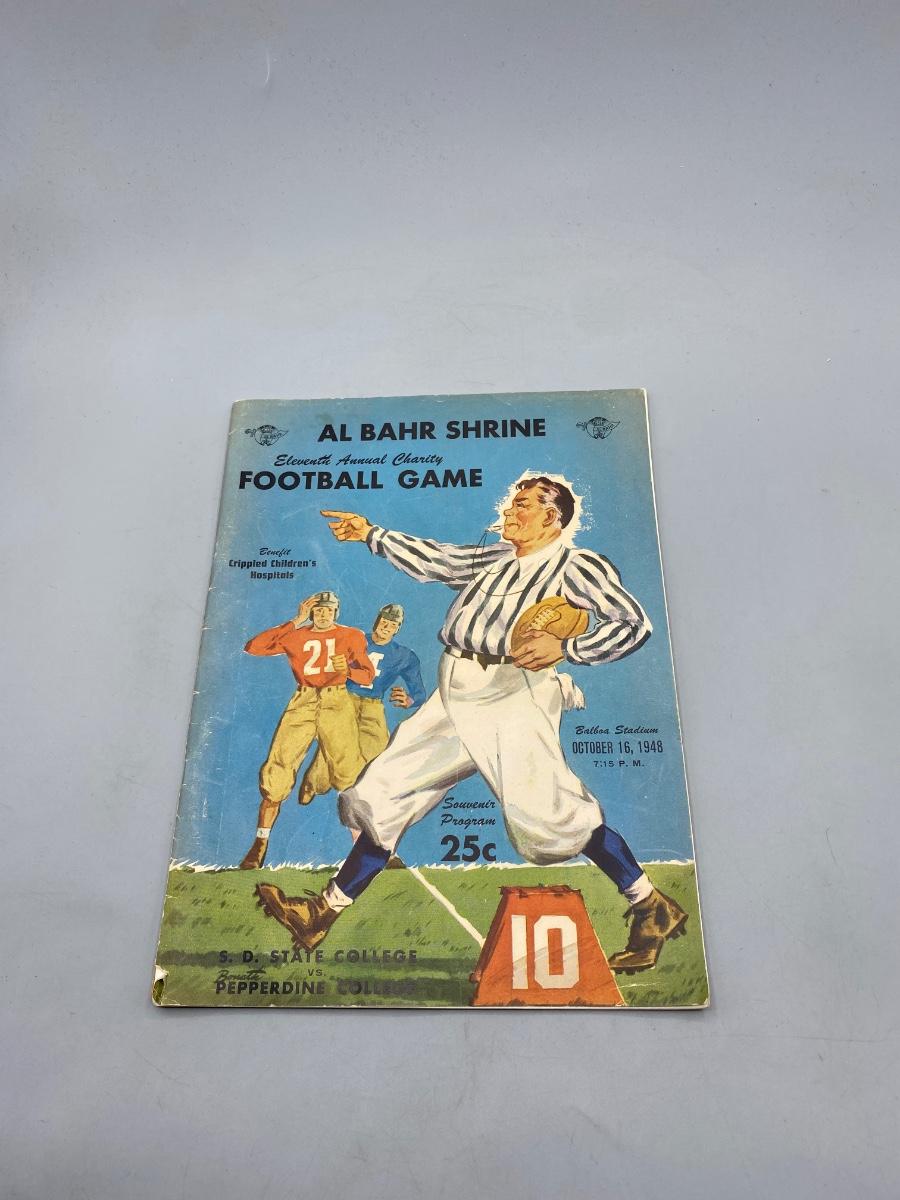 AL BAHR SHRINE
Eleventh Annual Charity
FOOTBALL GAME
Benefit
Crippled Children's
Hospitals
21
Balboa Stadium
OCTOBER 16, 1948
7:15 P. M.
Souvenir
Program
25c
10
S. D. STATE COLLEGE
VS.
PEPPERDINE COLLEGE